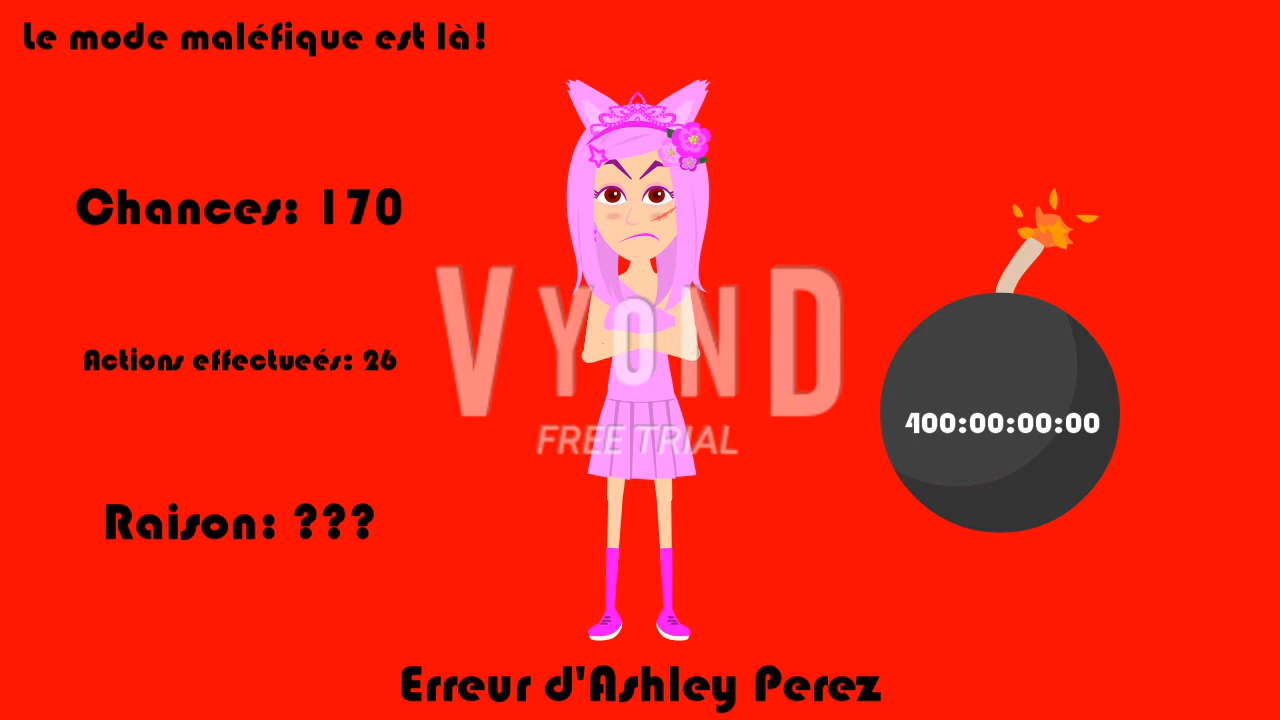 Le mode maléfique est là!
Chances: 170
Actions effectueés: 26
Raison: ???
VYOND
FREE TRIAL
400:00:00:00
Erreur d'Ashley Perez